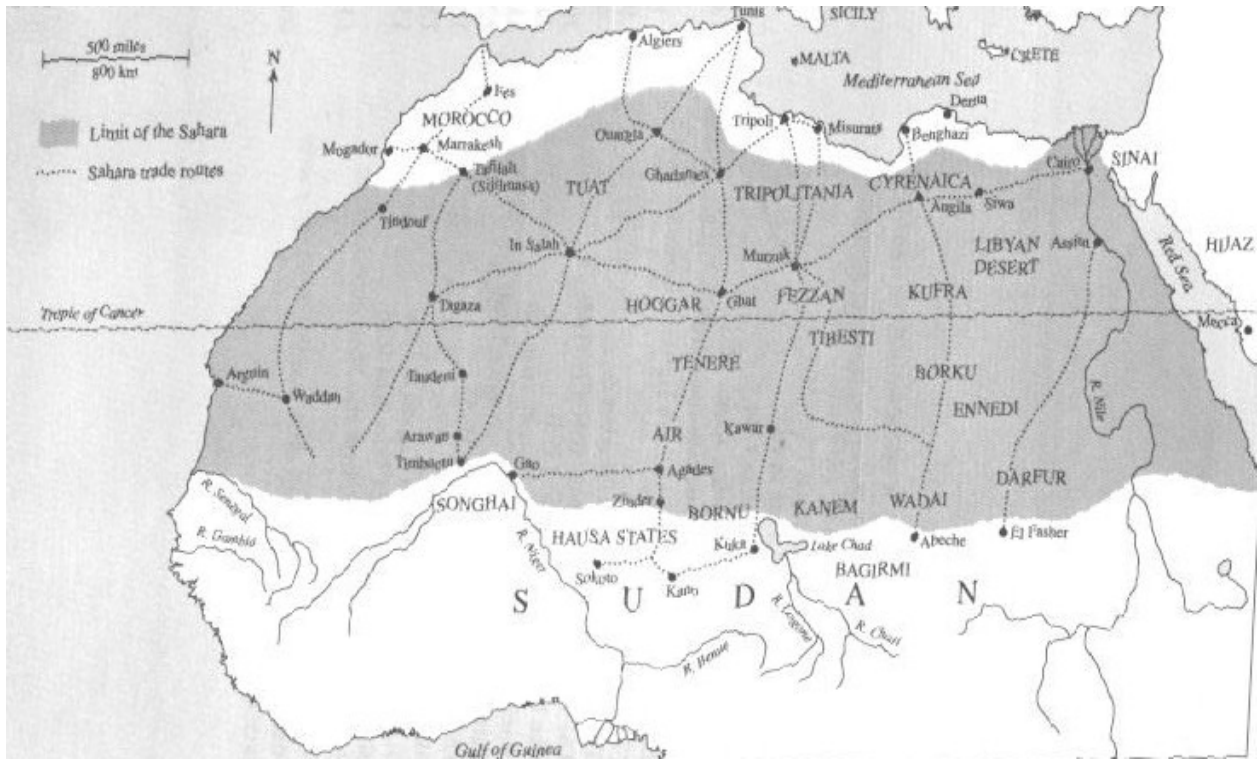 Tunis
SICILY
500 miles
800 km
N
Algiers
MALTA
CRETE
Mediterranean Sea
Fes
Derna
Limit of the Sahara
MOROCCO
Ouargla
Tripoli
Misurata
Benghazi
Mogador
Marrakesh
Cairo
SINAI
Sahara trade routes
Tafilalt
(Sijilmasa)
TUAT
Ghadames
TRIPOLITANIA
CYRENAICA
Augila
Siwa
Tindouf
In Salah
Murzuk
LIBYAN
DESERT
Assiut
Red Sea
HIJAZ
HOGGAR
Ghat
FEZZAN
KUFRA
Tropic of Cancer
TIBESTI
Mecca
TENERE
Arguin
Waddan
Taudeni
BORKU
ENNEDI
R. Nile
Arawan
AIR
Kawar
Timbuctu
Gao
Agades
DARFUR
R. Senegal
SONGHAI
Zinder
BORNU
KANEM
WADAI
R. Gambia
HAUSA STATES
R. Niger
Kuka
Lake Chad
Abeche
El Fasher
Sokoto
Kano
BAGIRMI
S U D A N
R. Logone
R. Chari
R. Benue
Gulf of Guinea